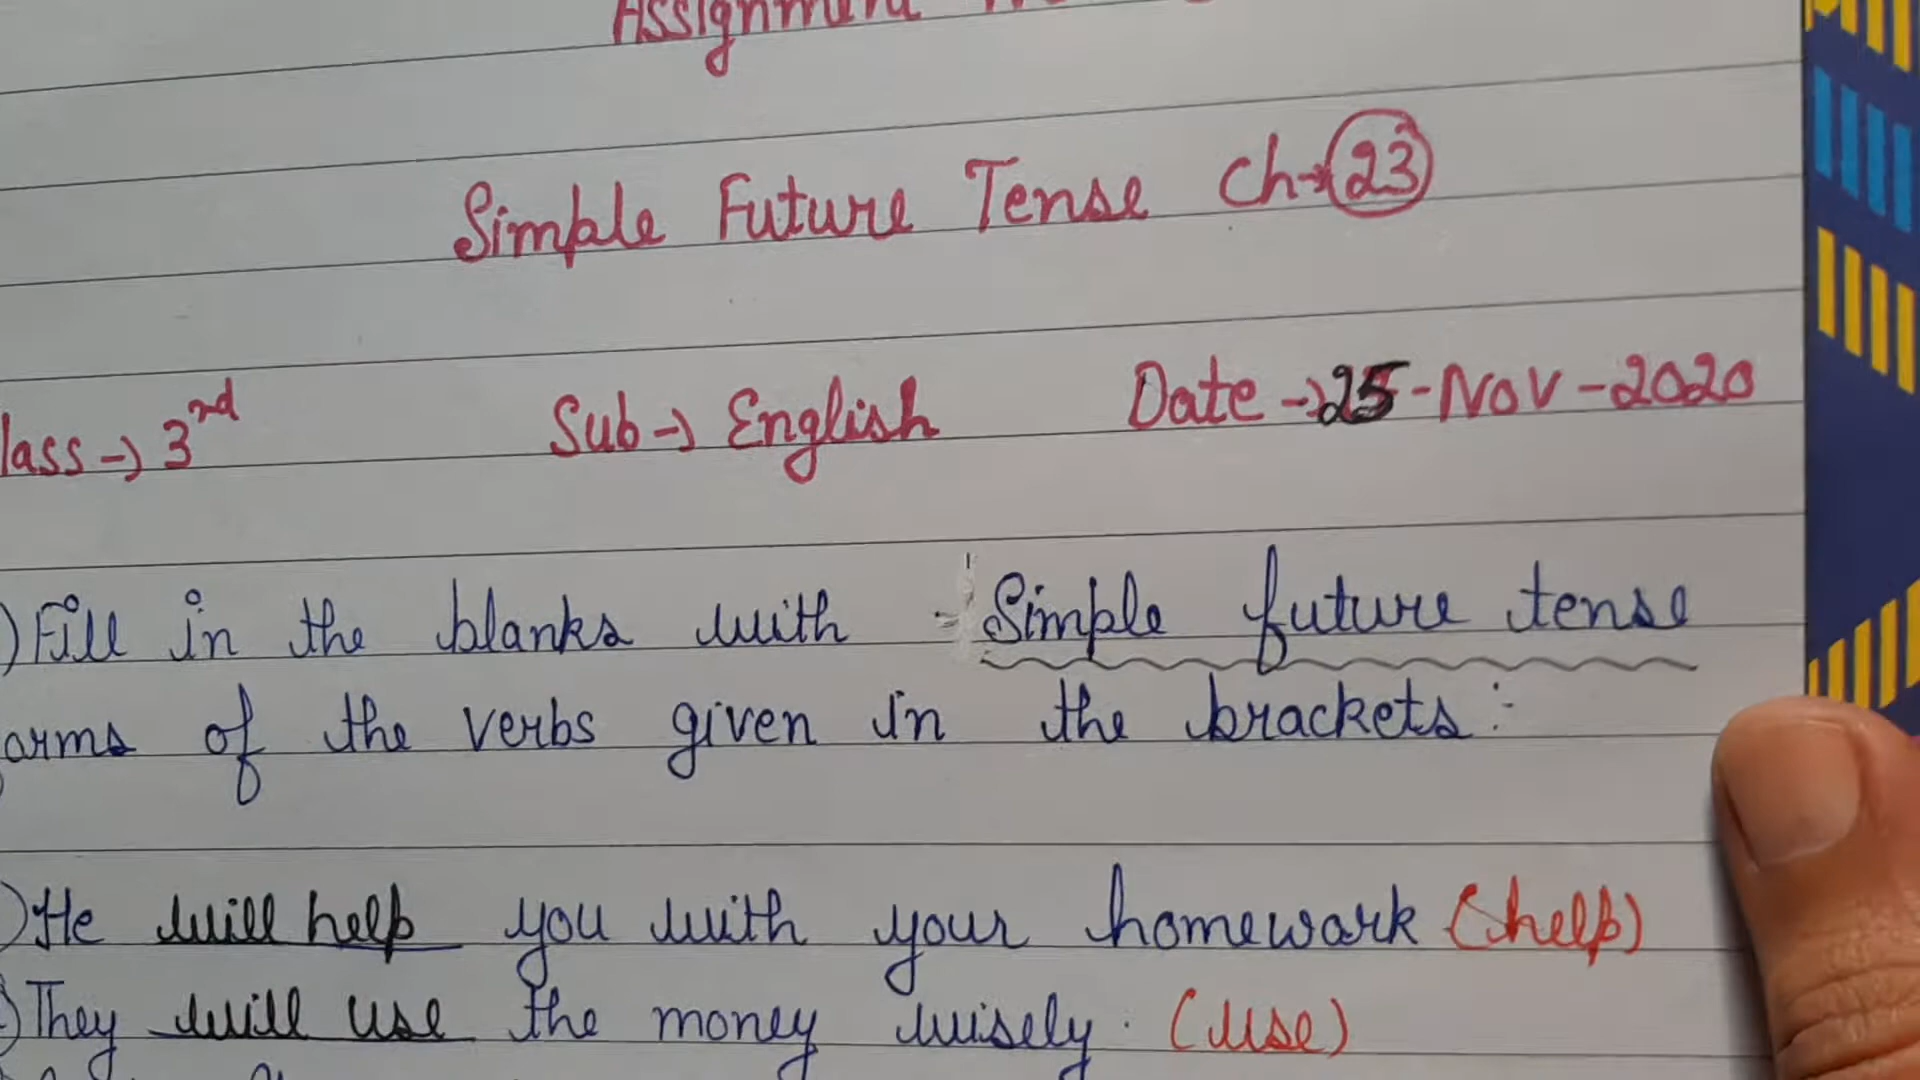 Assignment
Simple Future Tense Ch→23
lass → 3rd Sub → English Date → 25-Nov-2020
) Fill in the blanks with - Simple future tense
orms of the verbs given in the brackets :-
) He will help you with your homework (help)
) They will use the money wisely. (use)